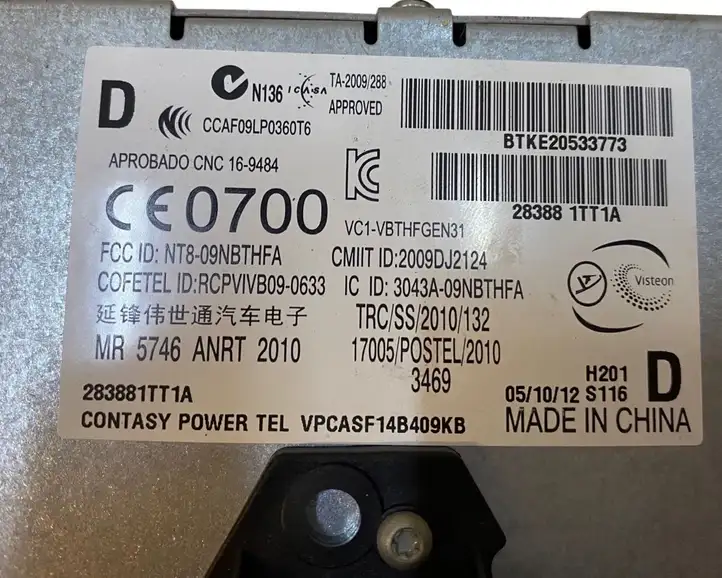 D
N136
ICASA
TA-2009/288
APPROVED
CCAF09LP0360T6
BTKE20533773
APROBADO CNC 16-9484
28388 1TT1A
CE0700
VC1-VBTHFGEN31
FCC ID: NT8-09NBTHFA
CMIIT ID:2009DJ2124
COFETEL ID:RCPVIVB09-0633
IC ID: 3043A-09NBTHFA
Visteon
延锋伟世通汽车电子
TRC/SS/2010/132
MR 5746 ANRT 2010
17005/POSTEL/2010
3469
283881TT1A
H201
05/10/12 S116
D
CONTASY POWER TEL VPCASF14B409KB
MADE IN CHINA